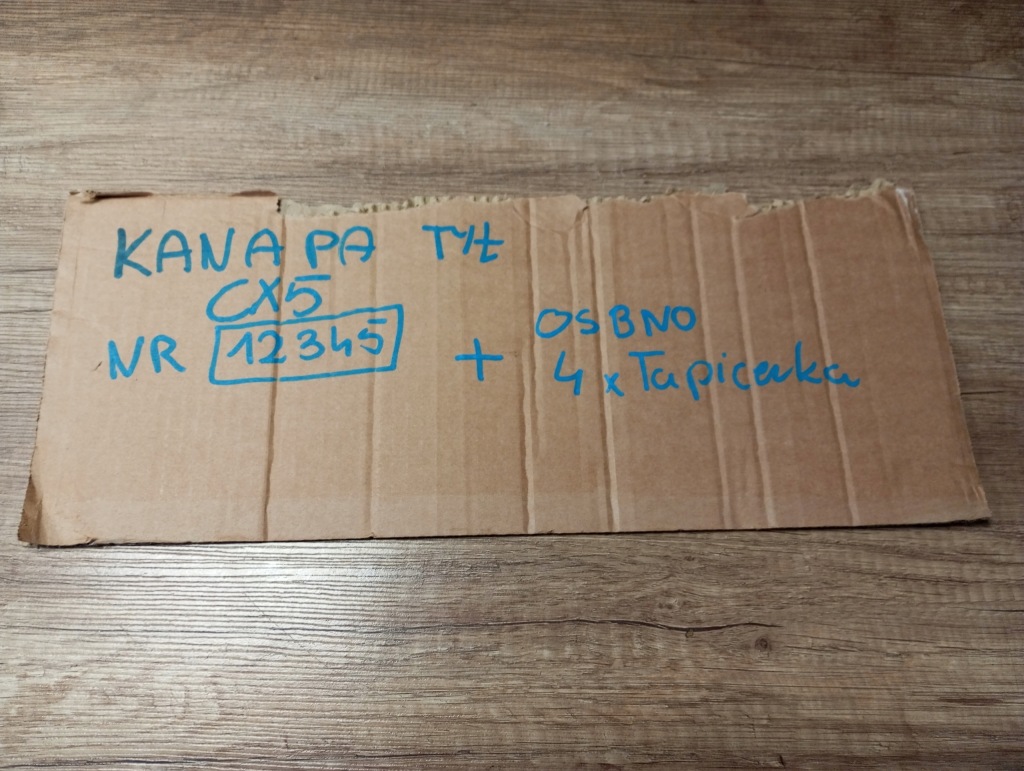 KANAPA TYŁ
CX5
NR 12345 + OSBNO
4 x Tapicerka